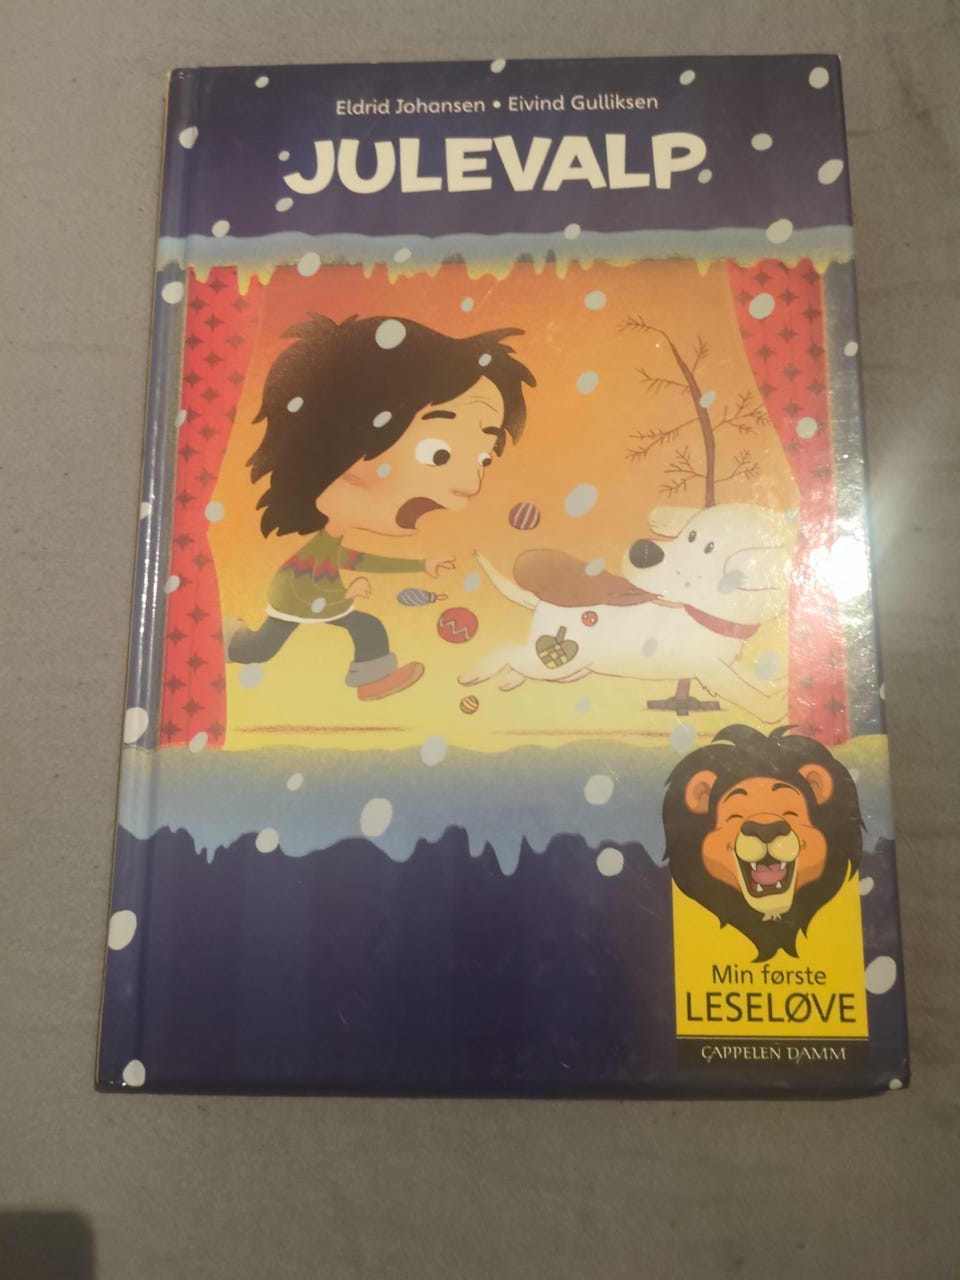 Eldrid Johansen • Eivind Gulliksen
JULEVALP
Min første
LESELØVE
CAPPELEN DAMM